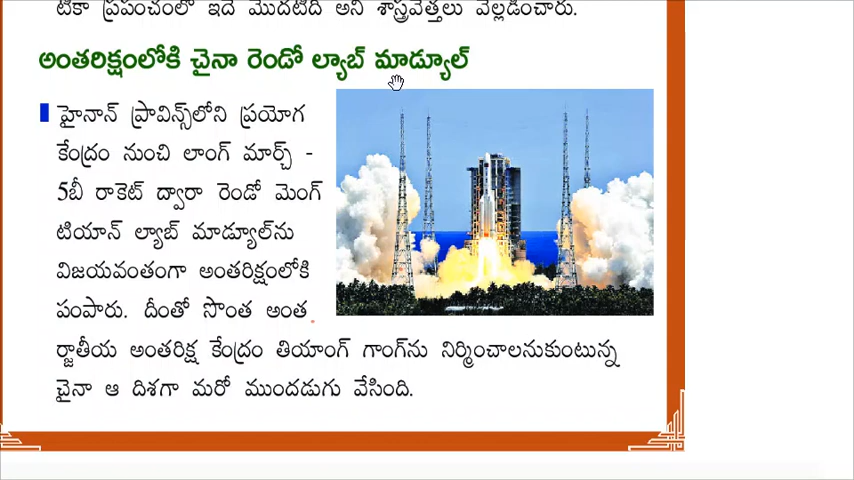 టికా ప్రపంచంలో ఇదే మొదటిది అని శాస్త్రవేత్తలు వెల్లడించారు.
అంతరిక్షంలోకి చైనా రెండో ల్యాబ్ మాడ్యూల్
హైనాన్ ప్రావిన్స్‌లోని ప్రయోగ
కేంద్రం నుంచి లాంగ్ మార్చ్ -
5బీ రాకెట్ ద్వారా రెండో మెంగ్
టియాన్ ల్యాబ్ మాడ్యూల్‌ను
విజయవంతంగా అంతరిక్షంలోకి
పంపారు. దీంతో సొంత అంత
ర్జాతీయ అంతరిక్ష కేంద్రం తియాంగ్ గాంగ్‌ను నిర్మించాలనుకుంటున్న
చైనా ఆ దిశగా మరో ముందడుగు వేసింది.